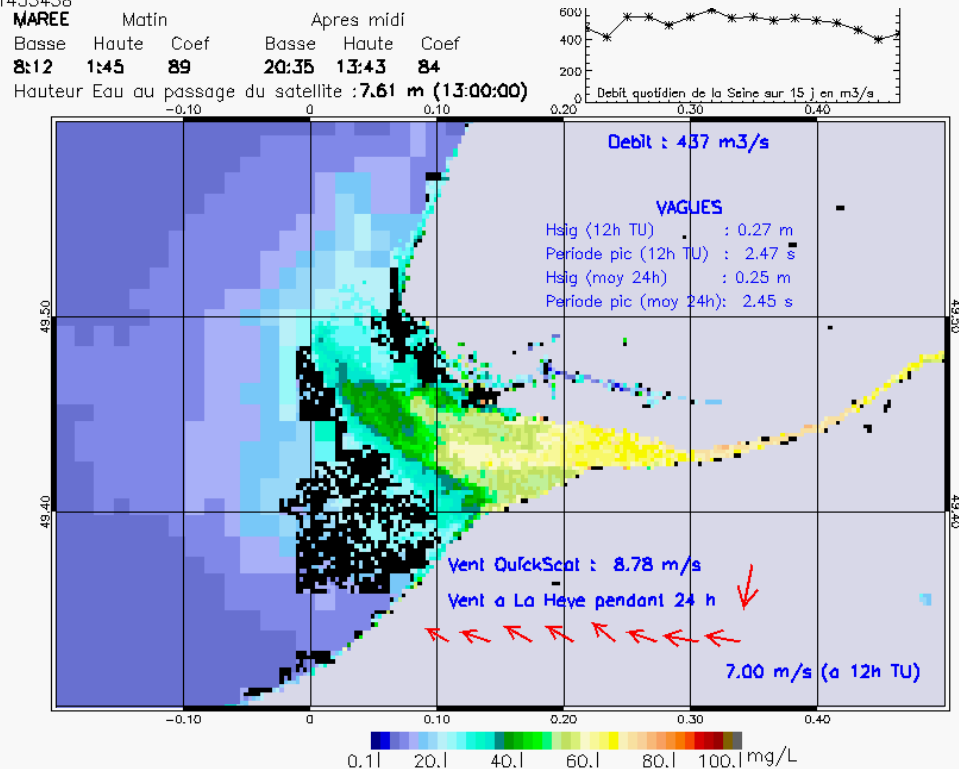 MAREE Matin Apres midi
Basse Haute Coef Basse Haute Coef
8:12 1:45 89 20:35 13:43 84
Hauteur Eau au passage du satellite :7.61 m (13:00:00)
600
400
200
0
Debit quotidien de la Seine sur 15 j en m3/s
-0.10 0 0.10 0.20 0.30 0.40
Debit : 437 m3/s
VAGUES
Hsig (12h TU) : 0.27 m
Periode pic (12h TU) : 2.47 s
Hsig (moy 24h) : 0.25 m
Periode pic (moy 24h): 2.45 s
49.50 49.50
49.40 49.40
Vent QuickScat : 8.78 m/s
Vent a La Heve pendant 24 h
7.00 m/s (a 12h TU)
-0.10 0 0.10 0.20 0.30 0.40
0.1| 20.| 40.| 60.| 80.| 100.| mg/L